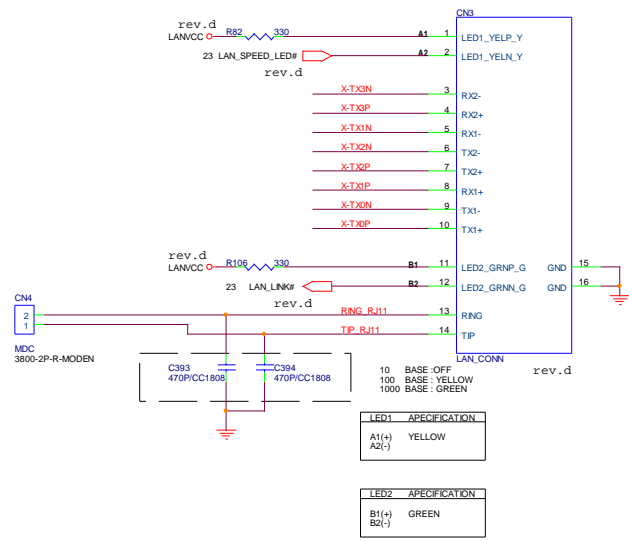 CN3
rev.d
R82 330
LANVCC
A1 1 LED1_YELP_Y
23 LAN_SPEED_LED#
A2 2 LED1_YELN_Y
rev.d
X-TX3N 3 RX2-
X-TX3P 4 RX2+
X-TX1N 5 RX1-
X-TX2N 6 TX2-
X-TX2P 7 TX2+
X-TX1P 8 RX1+
X-TX0N 9 TX1-
X-TX0P 10 TX1+
rev.d
R106 330
LANVCC
B1 11 LED2_GRNP_G GND 15
23 LAN_LINK#
B2 12 LED2_GRNN_G GND 16
rev.d
CN4
2 RING_RJ11 13 RING
1 TIP_RJ11 14 TIP
MDC
3800-2P-R-MODEN
LAN_CONN
rev.d
C393
470P/CC1808
C394
470P/CC1808
10 BASE :OFF
100 BASE : YELLOW
1000 BASE : GREEN
LED1 APECIFICATION
A1(+) YELLOW
A2(-)
LED2 APECIFICATION
B1(+) GREEN
B2(-)